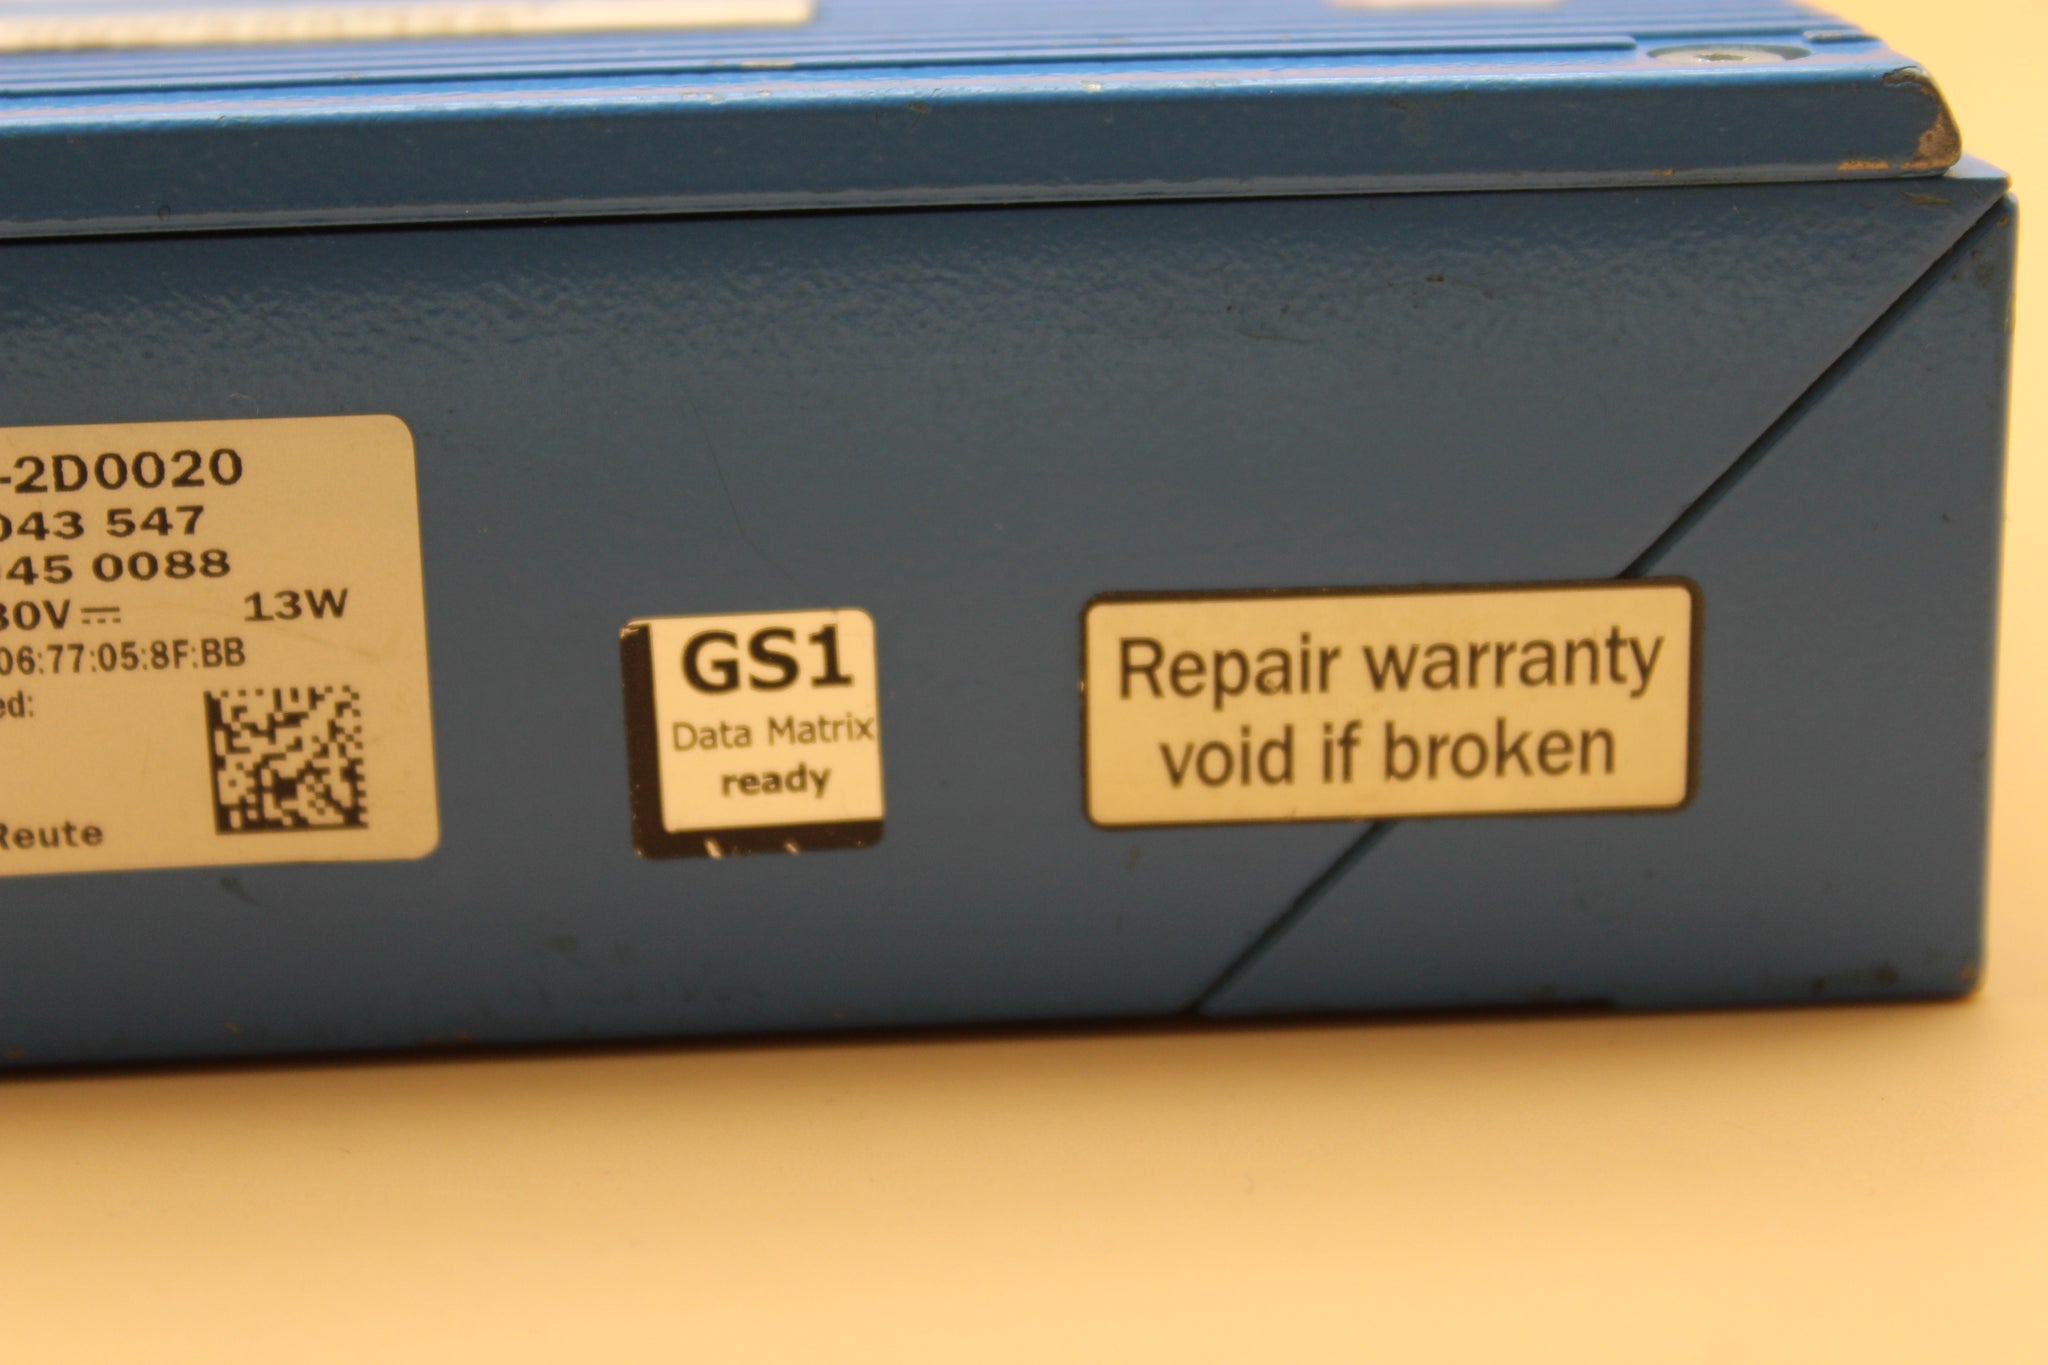 -2D0020
043 547
45 0088
30V⎓ 13W
06:77:05:8F:BB
ed:
Reute
GS1
Data Matrix
ready
Repair warranty
void if broken